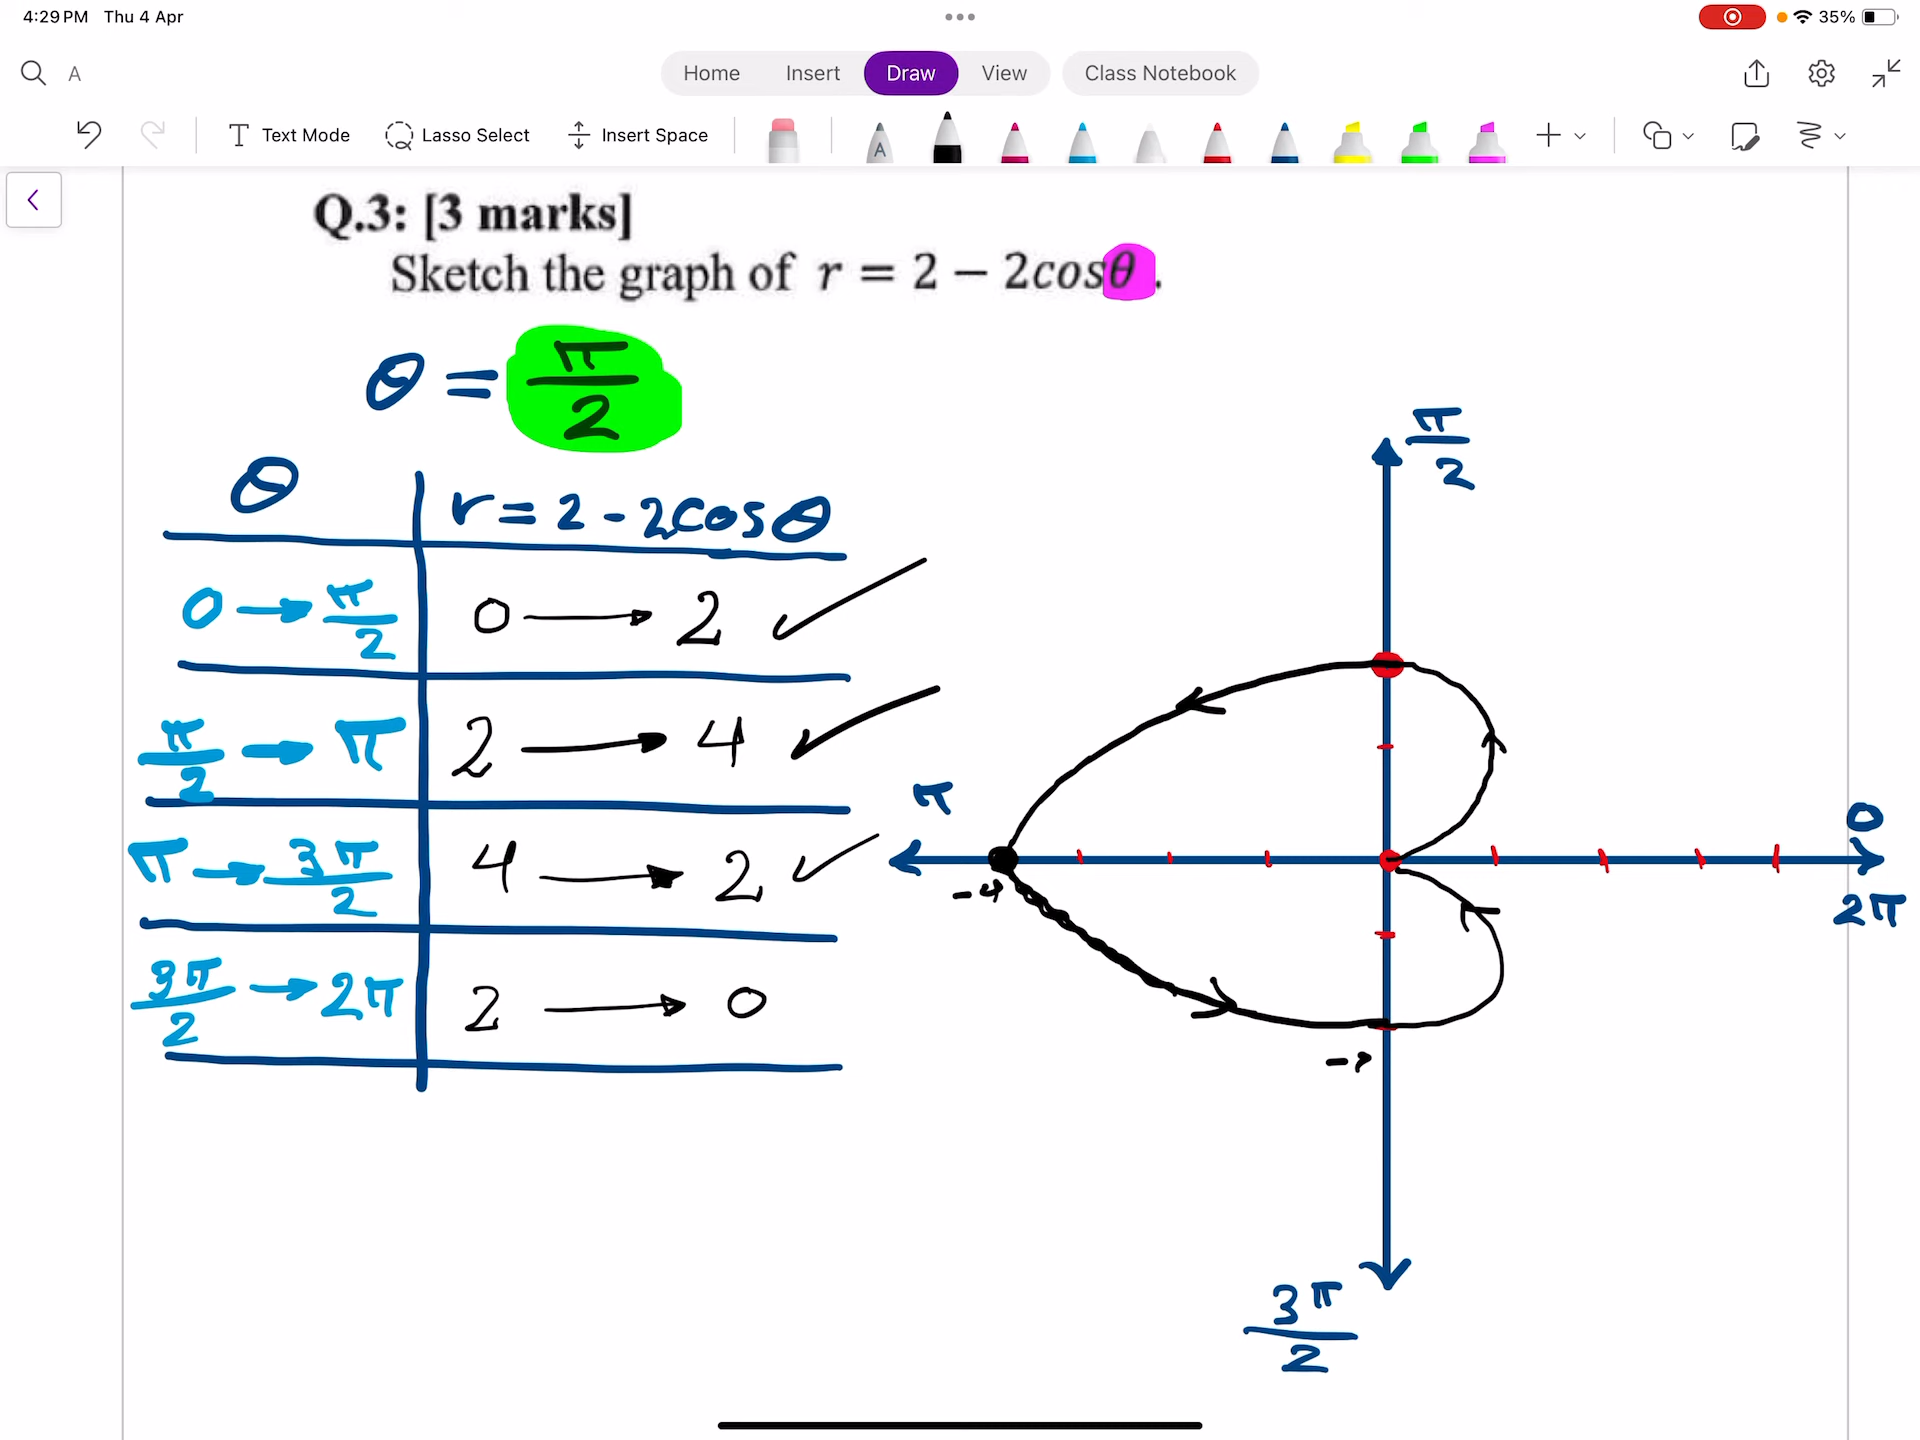 4:29 PM Thu 4 Apr
35%
A
Home Insert Draw View Class Notebook
Text Mode Lasso Select Insert Space
A
Q.3: [3 marks]
Sketch the graph of r = 2 − 2cosθ .
θ = π/2
θ r = 2 - 2cosθ
0 → π/2 0 → 2 ✓
π/2 → π 2 → 4 ✓
π → 3π/2 4 → 2 ✓
3π/2 → 2π 2 → 0
π/2
π
0
-4
2π
3π/2